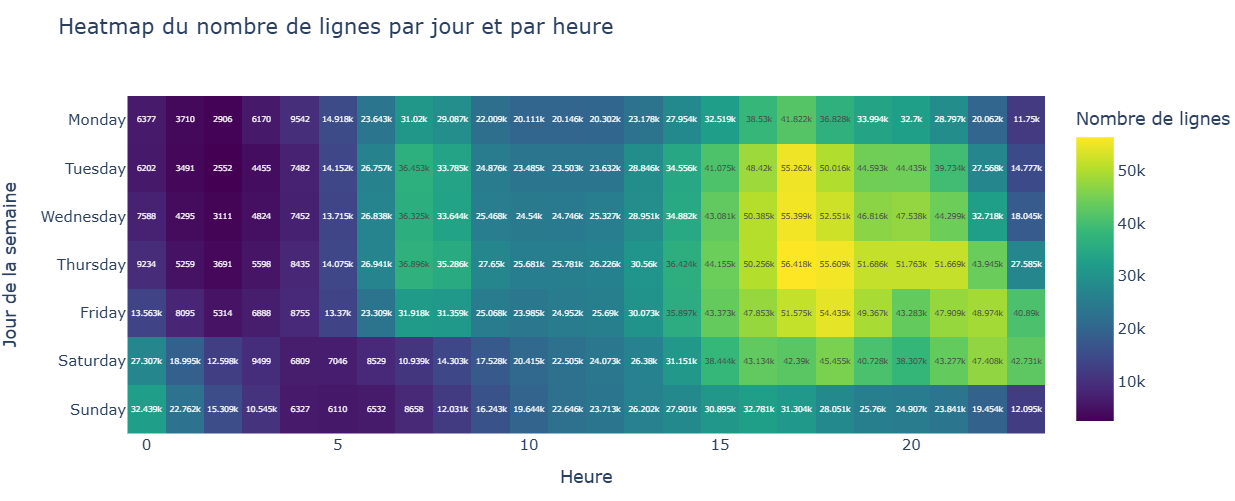 Heatmap du nombre de lignes par jour et par heure
Jour de la semaine
Monday 6377 3710 2906 6170 9542 14.918k 23.643k 31.02k 29.087k 22.009k 20.111k 20.146k 20.302k 23.178k 27.954k 32.519k 38.53k 41.822k 36.828k 33.994k 32.7k 28.797k 20.062k 11.75k
Tuesday 6202 3491 2552 4455 7482 14.152k 26.757k 36.453k 33.785k 24.876k 23.485k 23.503k 23.632k 28.846k 34.556k 41.075k 48.42k 55.262k 50.016k 44.593k 44.435k 39.734k 27.568k 14.777k
Wednesday 7588 4295 3111 4824 7452 13.715k 26.838k 36.325k 33.644k 25.468k 24.54k 24.746k 25.327k 28.951k 34.882k 43.081k 50.385k 55.399k 52.551k 46.816k 47.538k 44.299k 32.718k 18.045k
Thursday 9234 5259 3691 5598 8435 14.075k 26.941k 36.896k 35.286k 27.65k 25.681k 25.781k 26.226k 30.56k 36.424k 44.155k 50.256k 56.418k 55.609k 51.686k 51.763k 51.669k 43.945k 27.585k
Friday 13.563k 8095 5314 6888 8755 13.37k 23.309k 31.918k 31.359k 25.068k 23.985k 24.952k 25.69k 30.073k 35.897k 43.373k 47.853k 51.575k 54.435k 49.367k 43.283k 47.909k 48.974k 40.89k
Saturday 27.307k 18.995k 12.598k 9499 6809 7046 8529 10.939k 14.303k 17.528k 20.415k 22.505k 24.073k 26.38k 31.151k 38.444k 43.134k 42.39k 45.455k 40.728k 38.307k 43.277k 47.408k 42.731k
Sunday 32.439k 22.762k 15.309k 10.545k 6327 6110 6532 8658 12.031k 16.243k 19.644k 22.646k 23.713k 26.202k 27.901k 30.895k 32.781k 31.304k 28.051k 25.76k 24.907k 23.841k 19.454k 12.095k
0 5 10 15 20
Heure
Nombre de lignes
50k
40k
30k
20k
10k